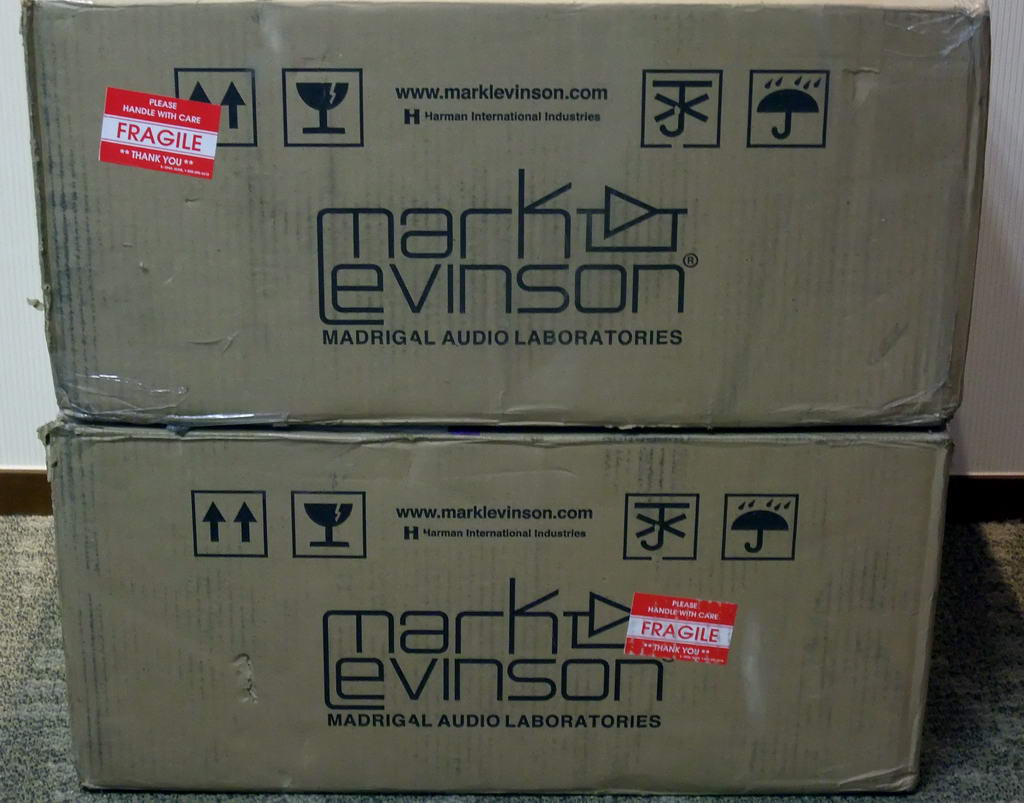 PLEASE
HANDLE WITH CARE
FRAGILE
** THANK YOU **
www.marklevinson.com
Harman International Industries
mark
Levinson®
MADRIGAL AUDIO LABORATORIES
www.marklevinson.com
Harman International Industries
mark
Levinson
MADRIGAL AUDIO LABORATORIES
PLEASE
HANDLE WITH CARE
FRAGILE
** THANK YOU **